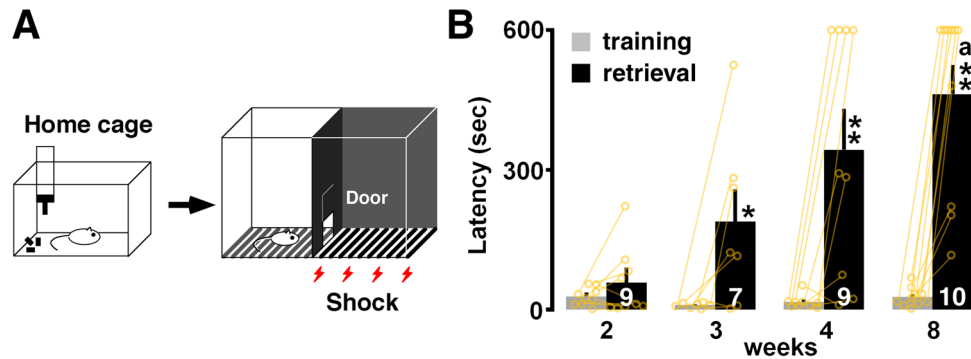 A
Home cage
Door
Shock
B
600
300
0
Latency (sec)
training
retrieval
a
**
**
*
9
7
9
10
2
3
4
8
weeks